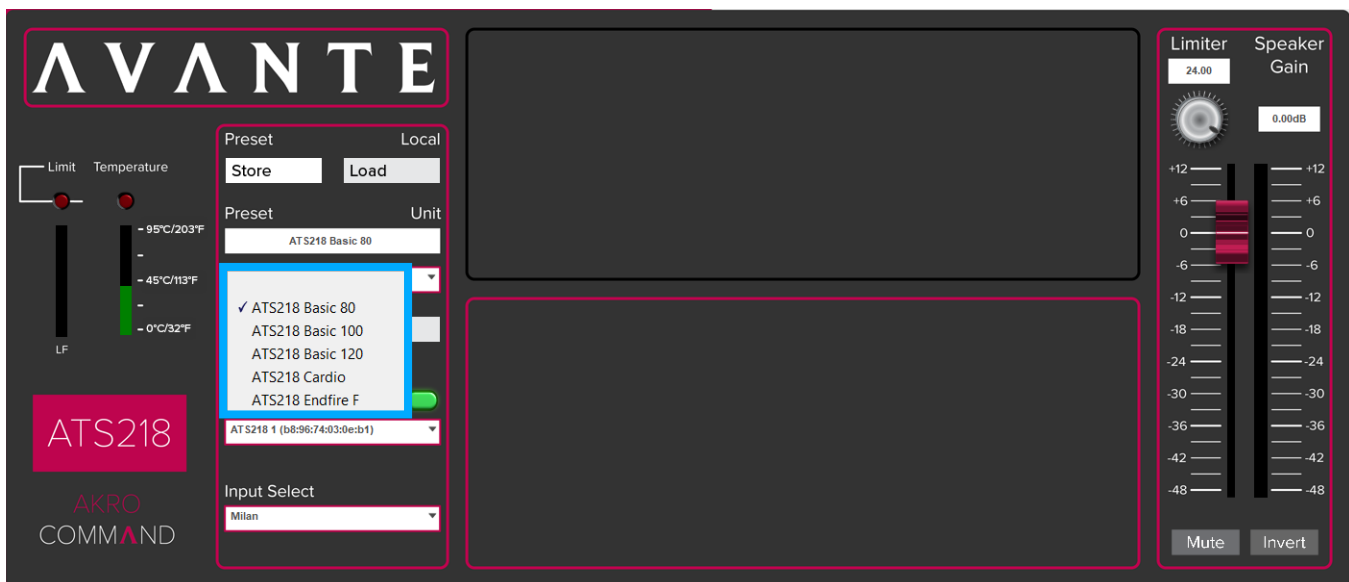 AVANTE
Limit Temperature
95°C/203°F
45°C/113°F
0°C/32°F
LF
ATS218
AKRO
COMMAND
Preset Local
Store Load
Preset Unit
ATS218 Basic 80
✓ ATS218 Basic 80
ATS218 Basic 100
ATS218 Basic 120
ATS218 Cardio
ATS218 Endfire F
ATS218 1 (b8:96:74:03:0e:b1)
Input Select
Milan
Limiter
24.00
Speaker
Gain
0.00dB
+12 +12
+6 +6
0 0
-6 -6
-12 -12
-18 -18
-24 -24
-30 -30
-36 -36
-42 -42
-48 -48
Mute Invert